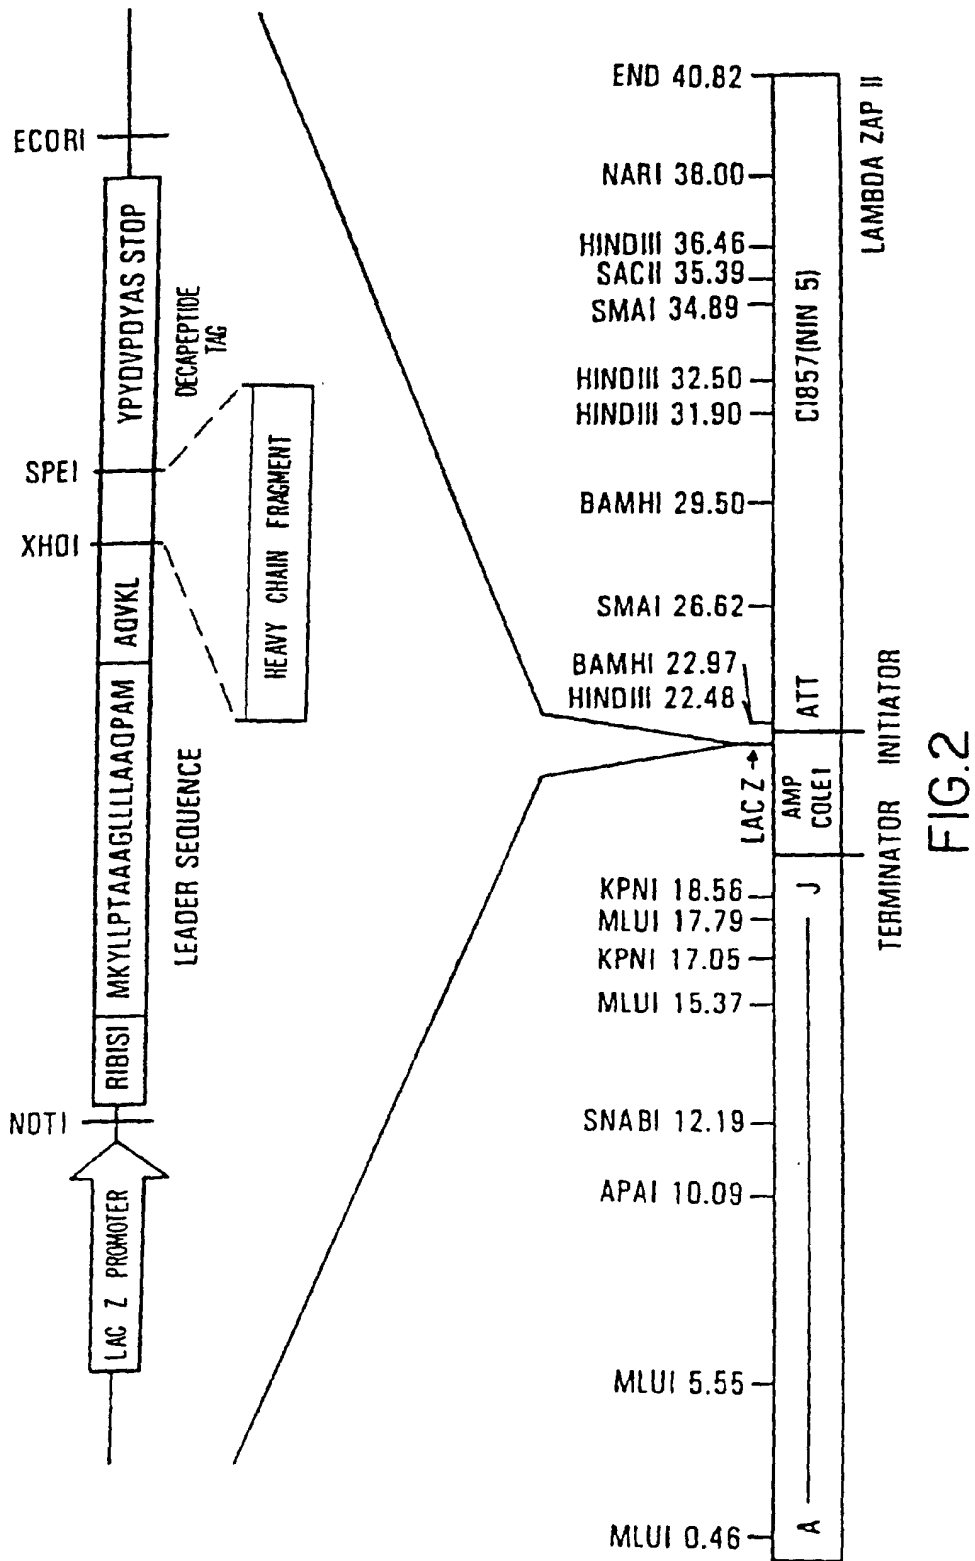 LAC Z PROMOTER
NOTI
RIBISI
MKYLLPTAAAGLLLLAAQPAM
AQVKL
XHOI
SPEI
YPYDVPDYAS STOP
ECORI
LEADER SEQUENCE
DECAPEPTIDE
TAG
HEAVY CHAIN FRAGMENT
MLUI 0.46
MLUI 5.55
APAI 10.09
SNABI 12.19
MLUI 15.37
KPNI 17.05
MLUI 17.79
KPNI 18.56
LAC Z
HINDIII 22.48
BAMHI 22.97
SMAI 26.62
BAMHI 29.50
HINDIII 31.90
HINDIII 32.50
SMAI 34.89
SACII 35.39
HINDIII 36.46
NARI 38.00
END 40.82
A
J
AMP
COLE1
ATT
CI857(NIN 5)
TERMINATOR
INITIATOR
LAMBDA ZAP II
FIG.2